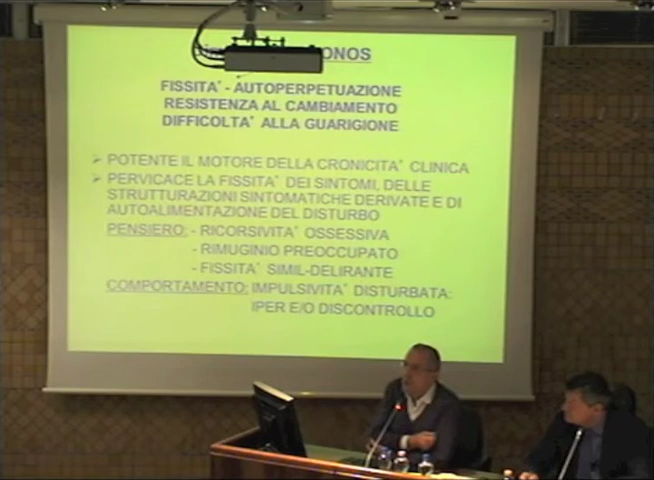 ONOS
FISSITA' - AUTOPERPETUAZIONE
RESISTENZA AL CAMBIAMENTO
DIFFICOLTA' ALLA GUARIGIONE
➢ POTENTE IL MOTORE DELLA CRONICITA' CLINICA
➢ PERVICACE LA FISSITA' DEI SINTOMI, DELLE
STRUTTURAZIONI SINTOMATICHE DERIVATE E DI
AUTOALIMENTAZIONE DEL DISTURBO
PENSIERO: - RICORSIVITA' OSSESSIVA
- RIMUGINIO PREOCCUPATO
- FISSITA' SIMIL-DELIRANTE
COMPORTAMENTO: IMPULSIVITA' DISTURBATA:
IPER E/O DISCONTROLLO